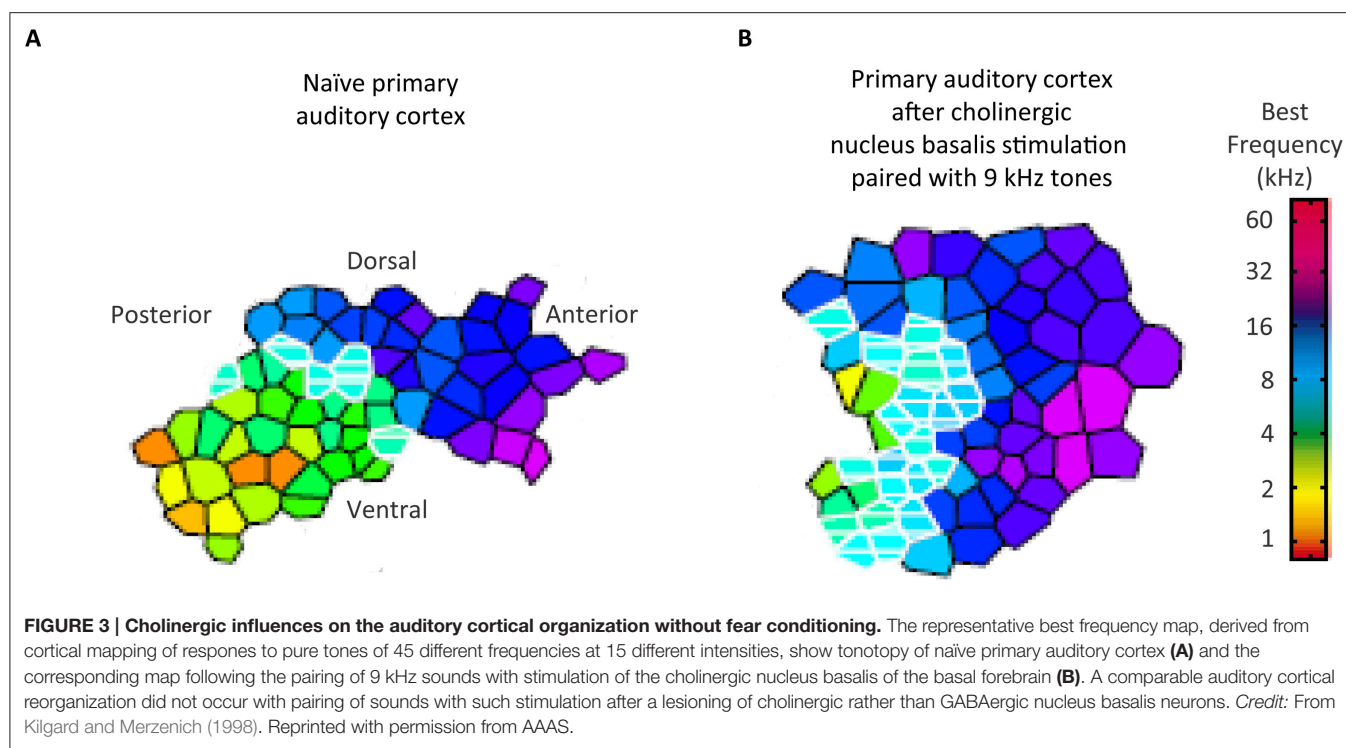 A
Naïve primary
auditory cortex
Dorsal
Posterior
Anterior
Ventral
B
Primary auditory cortex
after cholinergic
nucleus basalis stimulation
paired with 9 kHz tones
Best
Frequency
(kHz)
60
32
16
8
4
2
1
FIGURE 3 | Cholinergic influences on the auditory cortical organization without fear conditioning. The representative best frequency map, derived from
cortical mapping of respones to pure tones of 45 different frequencies at 15 different intensities, show tonotopy of naïve primary auditory cortex (A) and the
corresponding map following the pairing of 9 kHz sounds with stimulation of the cholinergic nucleus basalis of the basal forebrain (B). A comparable auditory cortical
reorganization did not occur with pairing of sounds with such stimulation after a lesioning of cholinergic rather than GABAergic nucleus basalis neurons. Credit: From
Kilgard and Merzenich (1998). Reprinted with permission from AAAS.